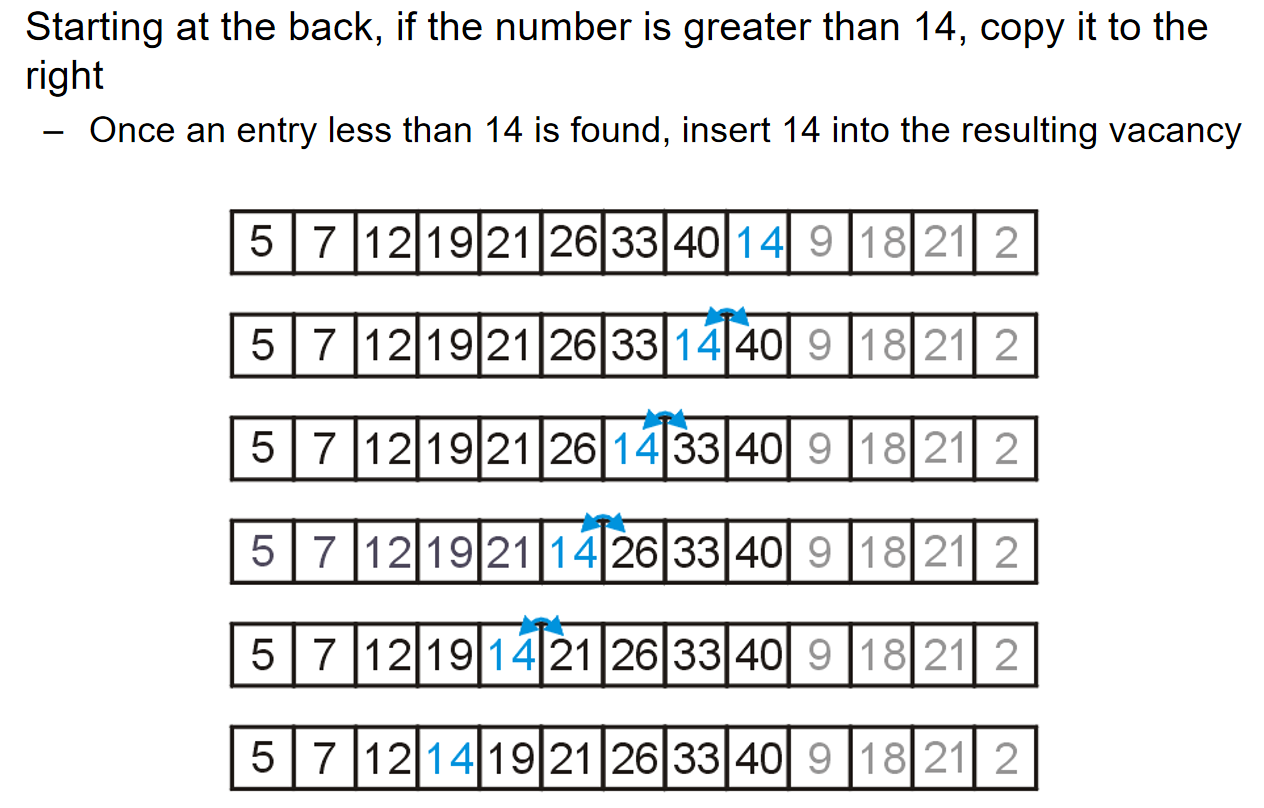 Starting at the back, if the number is greater than 14, copy it to the
right
– Once an entry less than 14 is found, insert 14 into the resulting vacancy
5 7 12 19 21 26 33 40 14 9 18 21 2
5 7 12 19 21 26 33 14 40 9 18 21 2
5 7 12 19 21 26 14 33 40 9 18 21 2
5 7 12 19 21 14 26 33 40 9 18 21 2
5 7 12 19 14 21 26 33 40 9 18 21 2
5 7 12 14 19 21 26 33 40 9 18 21 2